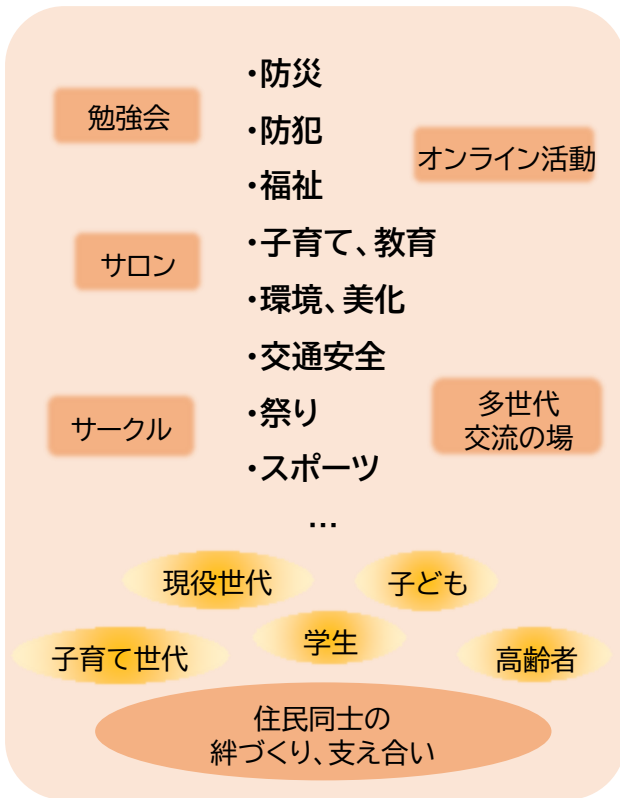 ・防災
勉強会
・防犯
オンライン活動
・福祉
・子育て、教育
サロン
・環境、美化
・交通安全
・祭り
サークル
多世代
交流の場
・スポーツ
…
現役世代
子ども
学生
子育て世代
高齢者
住民同士の
絆づくり、支え合い